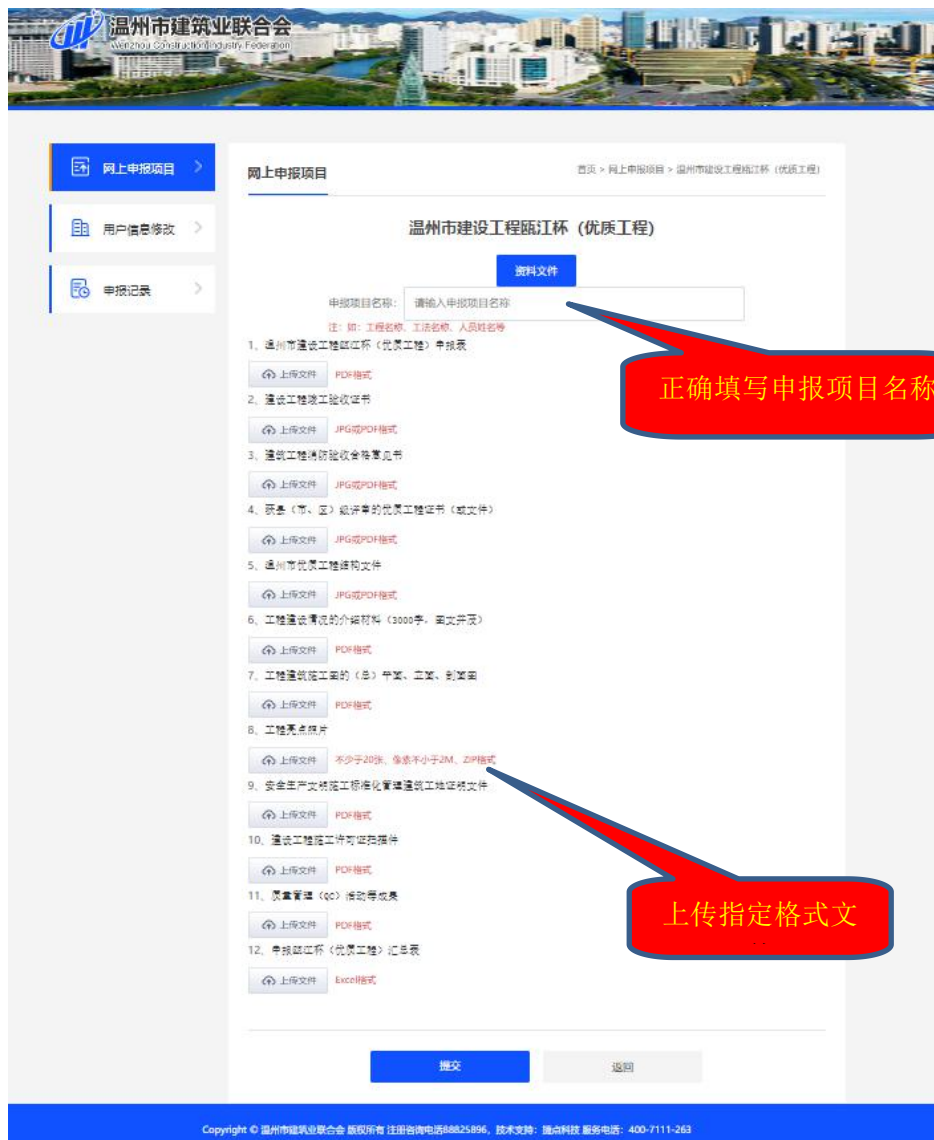 温州市建筑业联合会
Wenzhou Construction Industry Federation
网上申报项目
用户信息修改
申报记录
网上申报项目
首页 > 网上申报项目 > 温州市建设工程瓯江杯（优质工程）
温州市建设工程瓯江杯（优质工程）
资料文件
申报项目名称： 请输入申报项目名称
注：如：工程名称、工法名称、人员姓名等
正确填写申报项目名称
1、温州市建设工程瓯江杯（优质工程）申报表
上传文件 PDF格式
2、建设工程竣工验收证书
上传文件 JPG或PDF格式
3、建筑工程消防验收合格意见书
上传文件 JPG或PDF格式
4、获县（市、区）级评审的优质工程证书（或文件）
上传文件 JPG或PDF格式
5、温州市优质工程结构文件
上传文件 JPG或PDF格式
6、工程建设情况的介绍材料（3000字，图文并茂）
上传文件 PDF格式
7、工程建筑施工图的（总）平面、立面、剖面图
上传文件 PDF格式
8、工程亮点照片
上传文件 不少于20张、像素不小于2M、ZIP格式
9、安全生产文明施工标准化管理建筑工地证明文件
上传文件 PDF格式
10、建设工程施工许可证扫描件
上传文件 PDF格式
11、质量管理（QC）活动等成果
上传文件 PDF格式
上传指定格式文
12、申报瓯江杯（优质工程）汇总表
上传文件 Excel格式
提交 返回
Copyright © 温州市建筑业联合会 版权所有 注册咨询电话88825896，技术支持：捷点科技 服务电话：400-7111-263